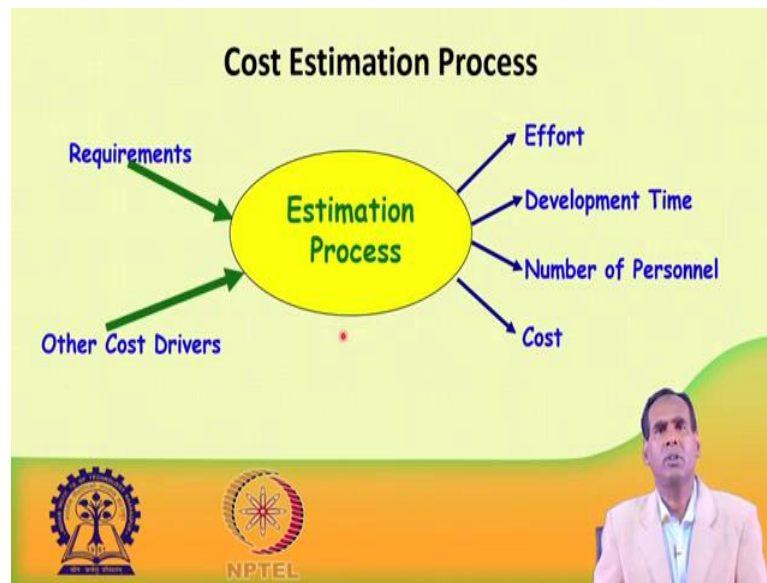 Cost Estimation Process
Requirements
Other Cost Drivers
Estimation
Process
Effort
Development Time
Number of Personnel
Cost
NPTEL